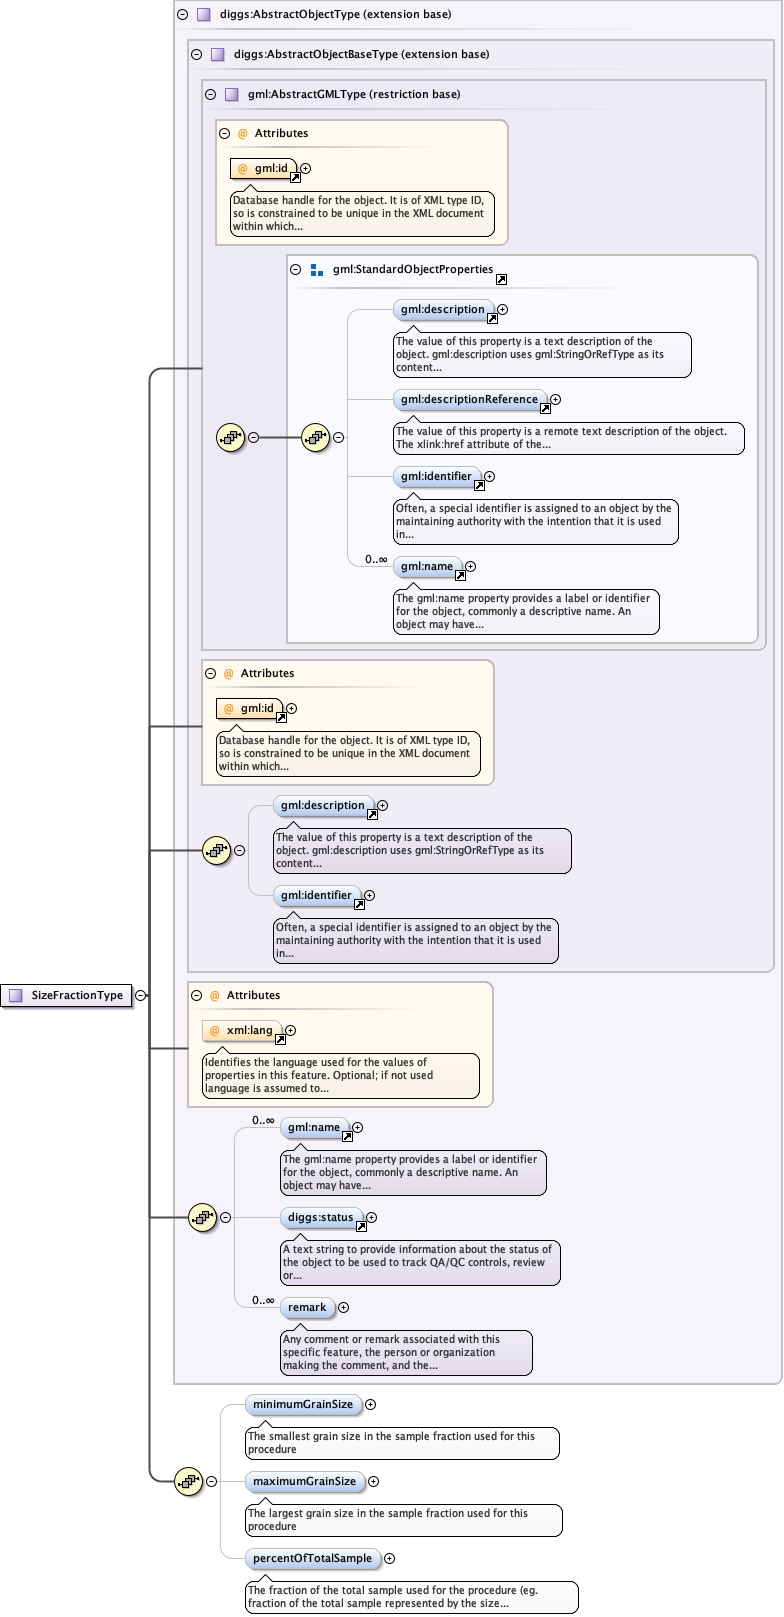 diggs:AbstractObjectType (extension base)
diggs:AbstractObjectBaseType (extension base)
gml:AbstractGMLType (restriction base)
@ Attributes
@ gml:id
Database handle for the object. It is of XML type ID,
so is constrained to be unique in the XML document
within which...
gml:StandardObjectProperties
gml:description
The value of this property is a text description of the
object. gml:description uses gml:StringOrRefType as its
content...
gml:descriptionReference
The value of this property is a remote text description of the object.
The xlink:href attribute of the...
gml:identifier
Often, a special identifier is assigned to an object by the
maintaining authority with the intention that it is used
in...
0..∞
gml:name
The gml:name property provides a label or identifier
for the object, commonly a descriptive name. An
object may have...
@ Attributes
@ gml:id
Database handle for the object. It is of XML type ID,
so is constrained to be unique in the XML document
within which...
gml:description
The value of this property is a text description of the
object. gml:description uses gml:StringOrRefType as its
content...
gml:identifier
Often, a special identifier is assigned to an object by the
maintaining authority with the intention that it is used
in...
SizeFractionType
@ Attributes
@ xml:lang
Identifies the language used for the values of
properties in this feature. Optional; if not used
language is assumed to...
0..∞
gml:name
The gml:name property provides a label or identifier
for the object, commonly a descriptive name. An
object may have...
diggs:status
A text string to provide information about the status of
the object to be used to track QA/QC controls, review
or...
0..∞
remark
Any comment or remark associated with this
specific feature, the person or organization
making the comment, and the...
minimumGrainSize
The smallest grain size in the sample fraction used for this
procedure
maximumGrainSize
The largest grain size in the sample fraction used for this
procedure
percentOfTotalSample
The fraction of the total sample used for the procedure (eg.
fraction of the total sample represented by the size...